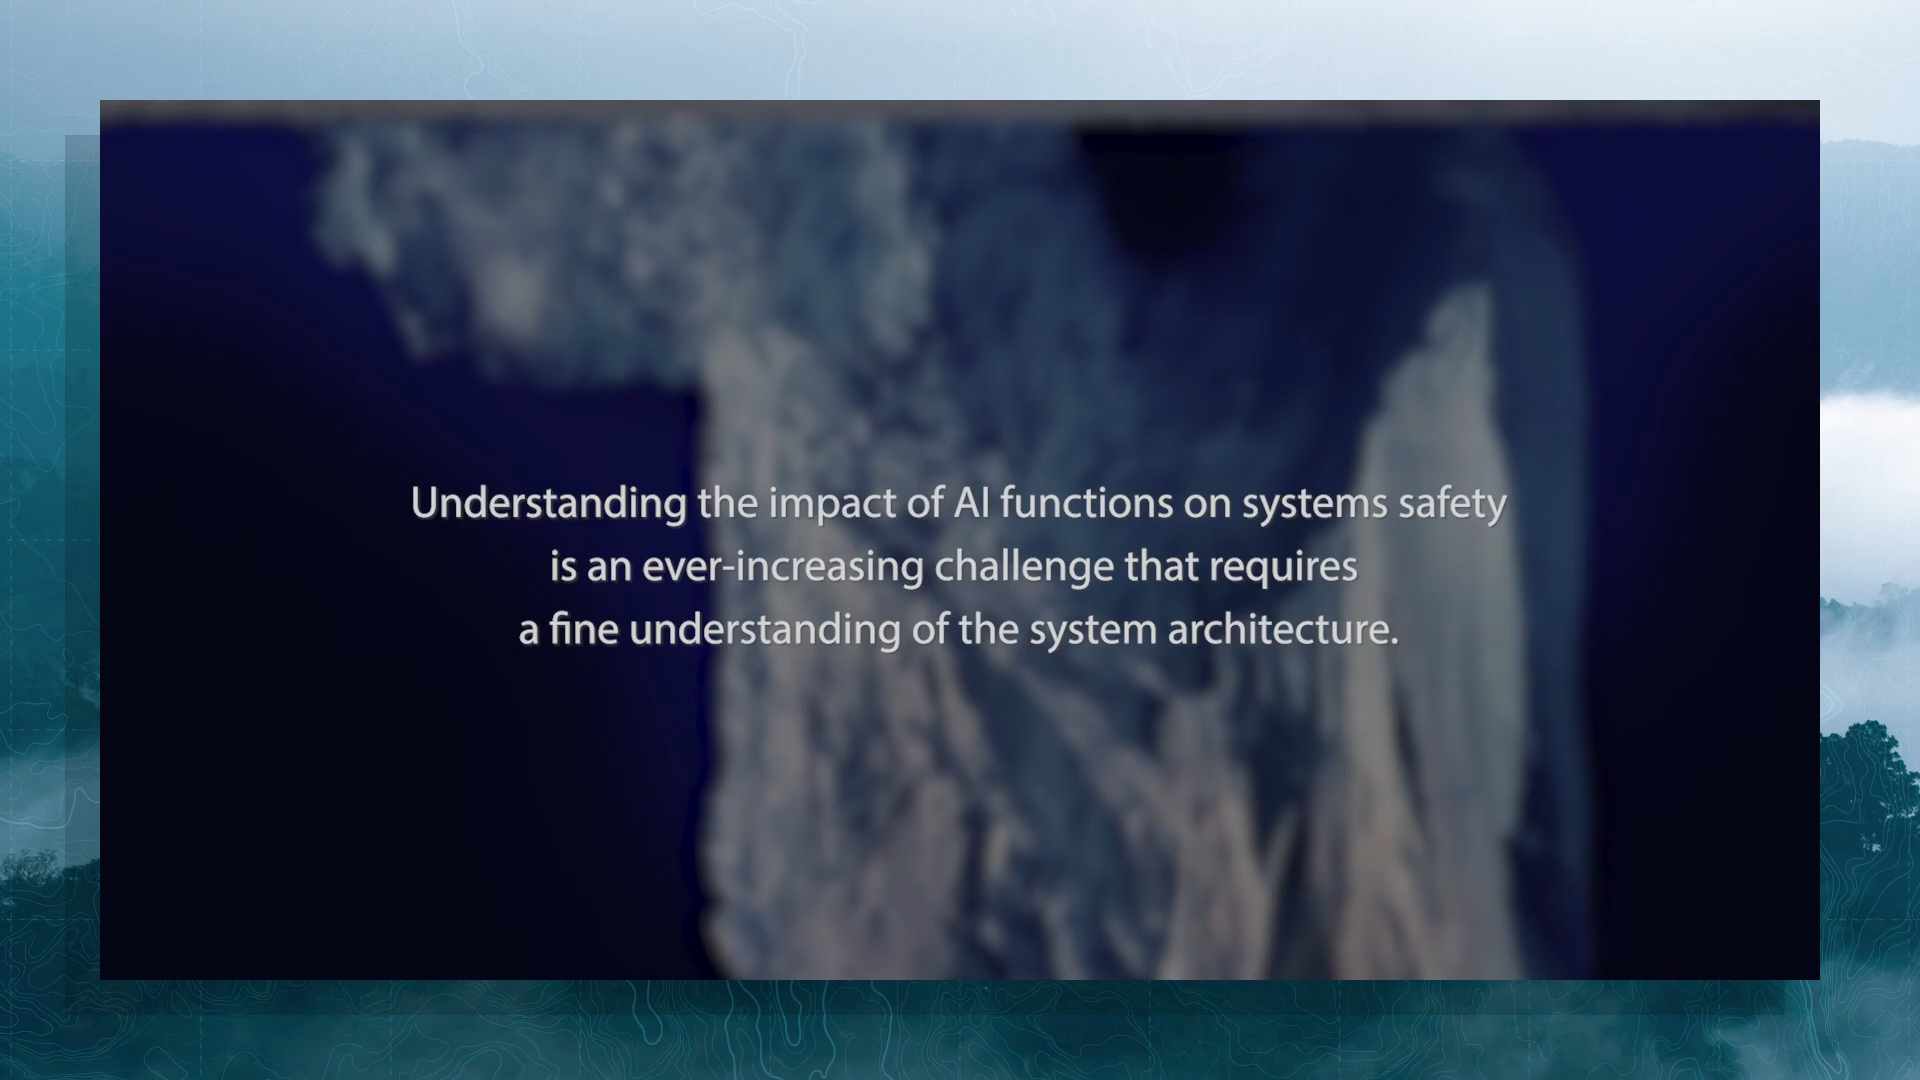 Understanding the impact of AI functions on systems safety
is an ever-increasing challenge that requires
a fine understanding of the system architecture.